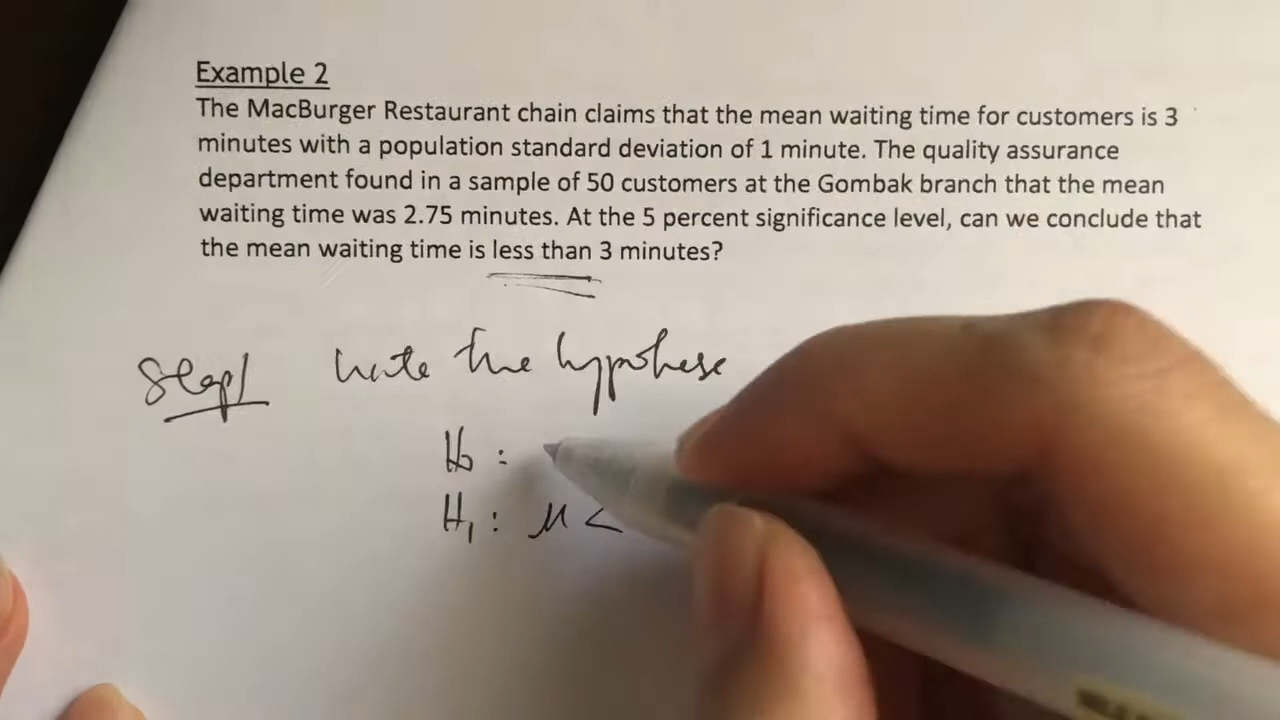 Example 2
The MacBurger Restaurant chain claims that the mean waiting time for customers is 3
minutes with a population standard deviation of 1 minute. The quality assurance
department found in a sample of 50 customers at the Gombak branch that the mean
waiting time was 2.75 minutes. At the 5 percent significance level, can we conclude that
the mean waiting time is less than 3 minutes?
Step 1 write the hypothese
H₀ :
H₁ : μ <